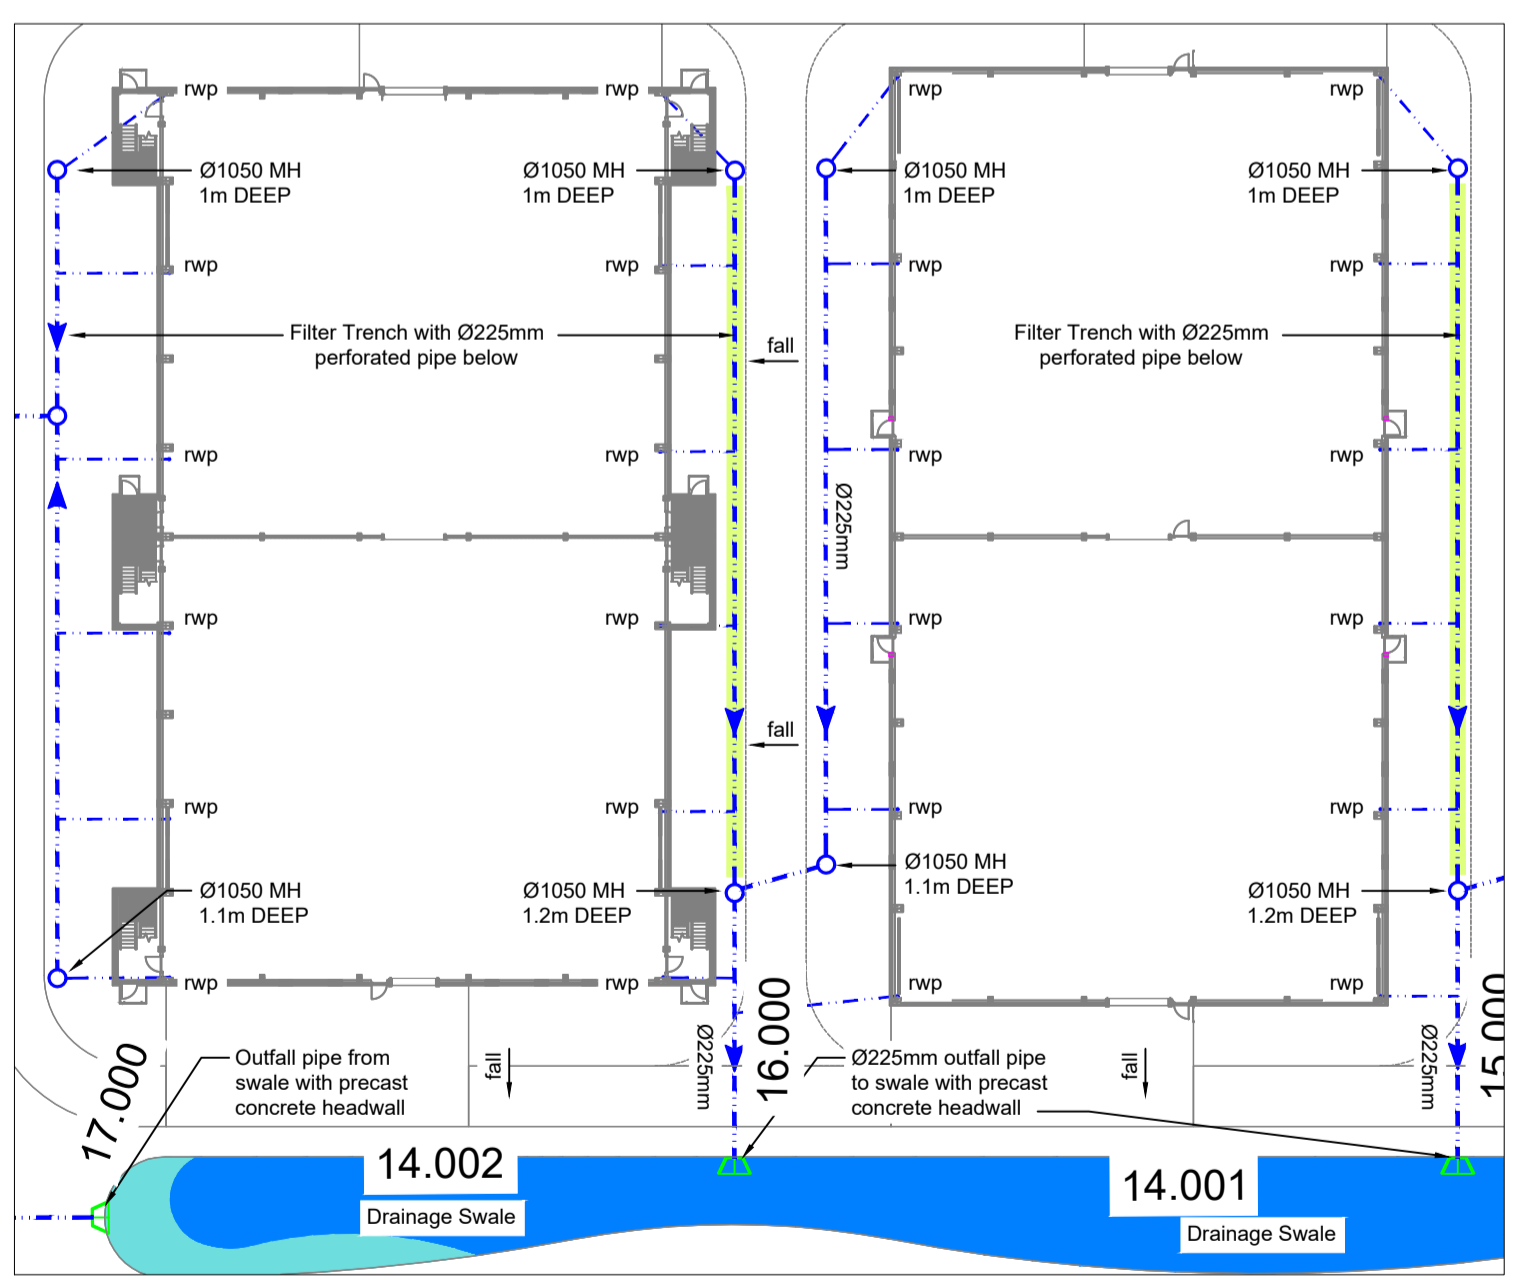 rwp
rwp
rwp
rwp
Ø1050 MH
1m DEEP
Ø1050 MH
1m DEEP
Ø1050 MH
1m DEEP
Ø1050 MH
1m DEEP
rwp
rwp
rwp
rwp
Filter Trench with Ø225mm
perforated pipe below
fall
Filter Trench with Ø225mm
perforated pipe below
rwp
rwp
rwp
rwp
Ø225mm
rwp
rwp
rwp
rwp
fall
rwp
rwp
rwp
rwp
Ø1050 MH
1.1m DEEP
Ø1050 MH
1.2m DEEP
Ø1050 MH
1.1m DEEP
Ø1050 MH
1.2m DEEP
rwp
rwp
rwp
rwp
17.000
Outfall pipe from
swale with precast
concrete headwall
fall
Ø225mm
16.000
Ø225mm outfall pipe
to swale with precast
concrete headwall
fall
Ø225mm
15.000
14.002
Drainage Swale
14.001
Drainage Swale